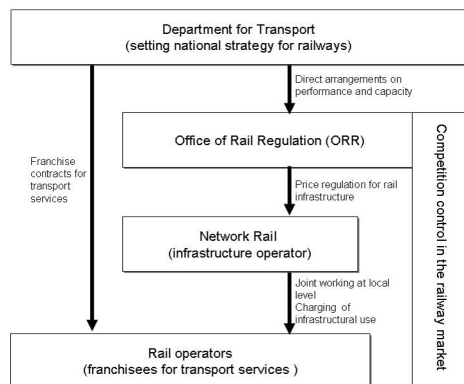 Department for Transport
(setting national strategy for railways)
Direct arrangements on
performance and capacity
Office of Rail Regulation (ORR)
Franchise
contracts for
transport
services
Price regulation for rail
infrastructure
Network Rail
(infrastructure operator)
Joint working at local
level
Charging of
infrastructural use
Rail operators
(franchisees for transport services )
Competition control in the railway market